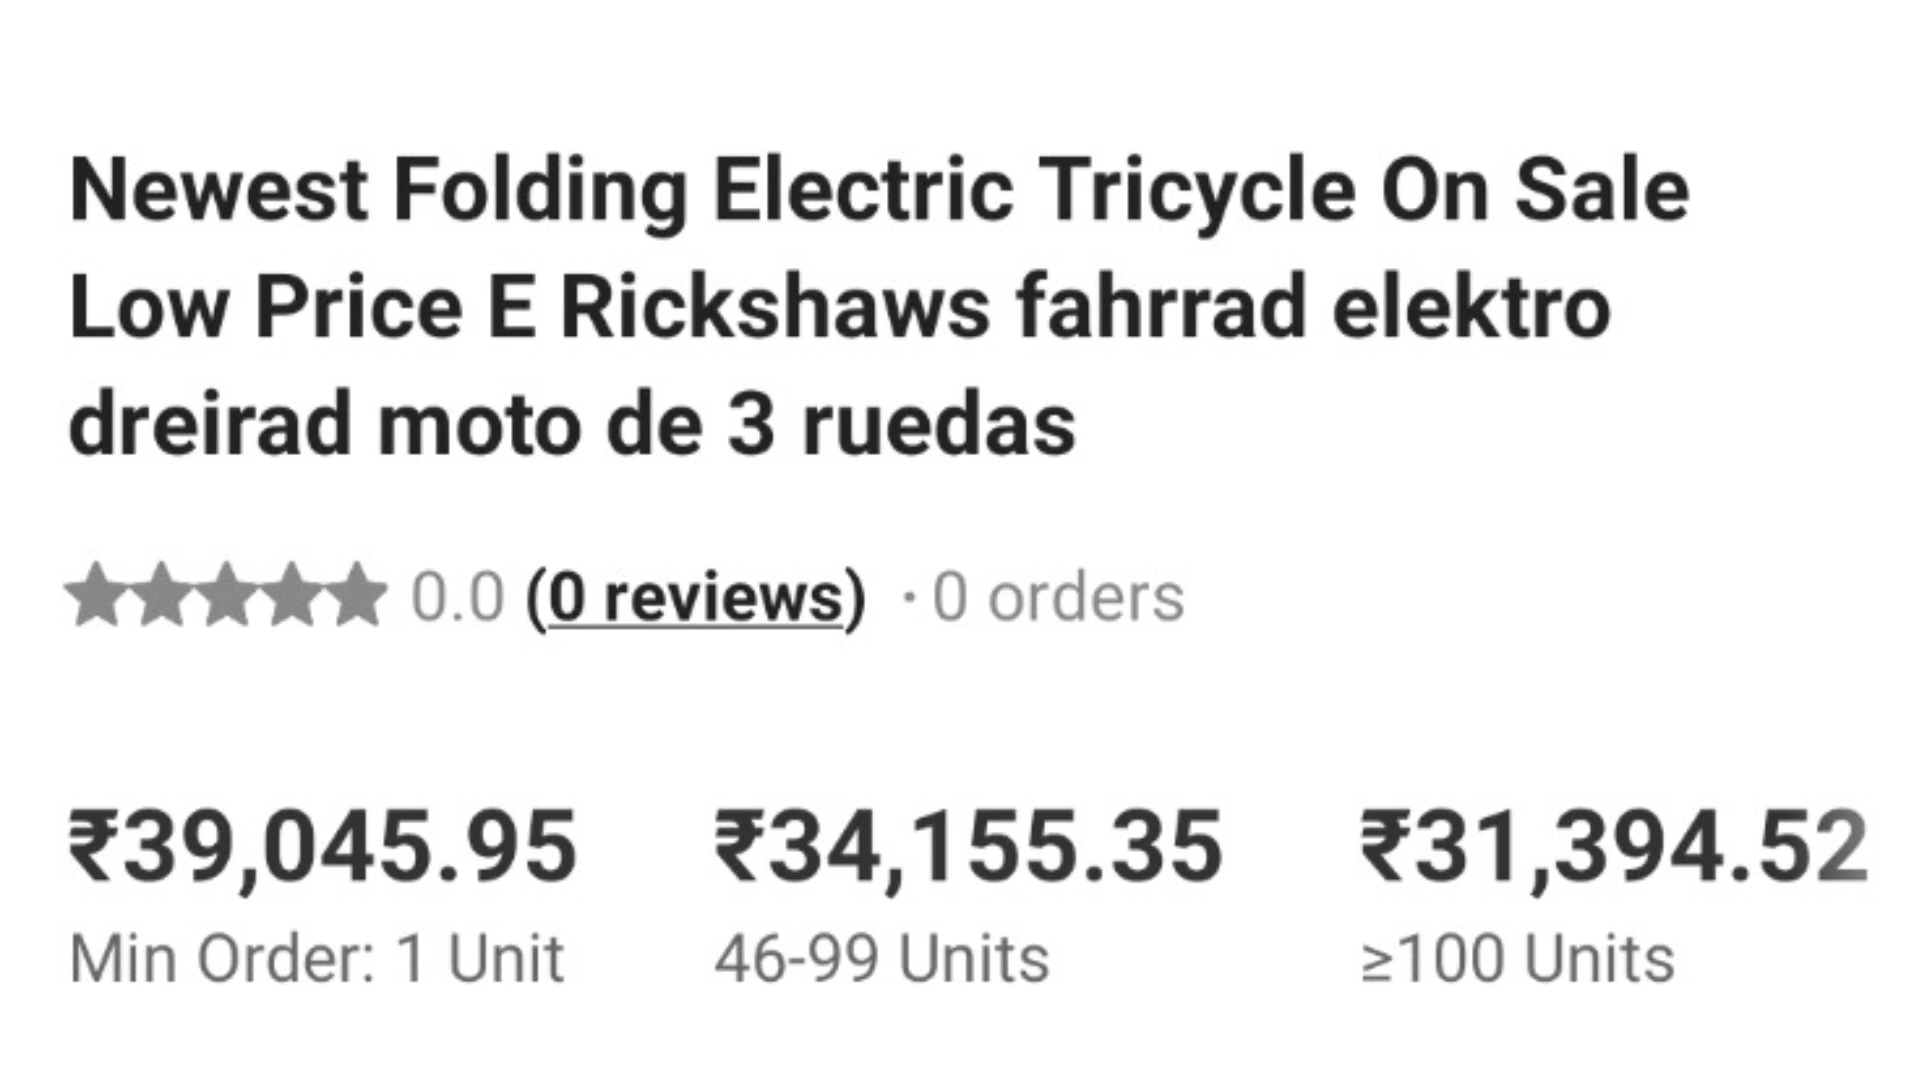 Newest Folding Electric Tricycle On Sale
Low Price E Rickshaws fahrrad elektro
dreirad moto de 3 ruedas
0.0 (0 reviews) · 0 orders
₹39,045.95 ₹34,155.35 ₹31,394.52
Min Order: 1 Unit 46-99 Units ≥100 Units